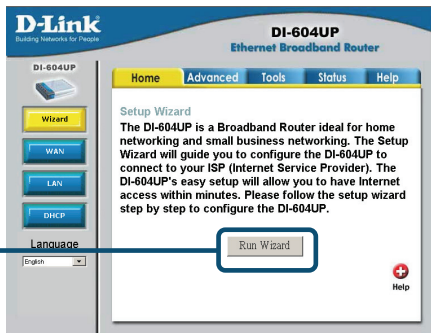 D-Link
Building Networks for People
DI-604UP
Ethernet Broadband Router
DI-604UP
Home
Advanced
Tools
Status
Help
Wizard
WAN
LAN
DHCP
Language
English
Setup Wizard
The DI-604UP is a Broadband Router ideal for home
networking and small business networking. The Setup
Wizard will guide you to configure the DI-604UP to
connect to your ISP (Internet Service Provider). The
DI-604UP's easy setup will allow you to have Internet
access within minutes. Please follow the setup wizard
step by step to configure the DI-604UP.
Run Wizard
Help